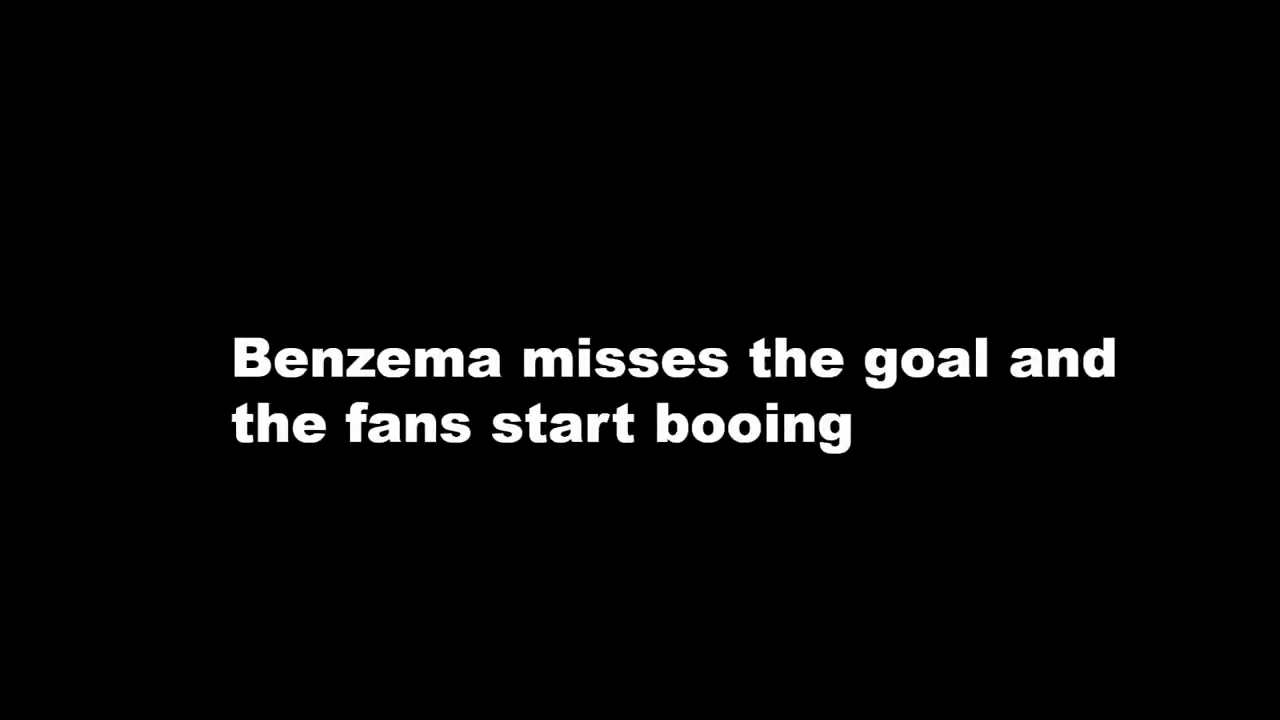 Benzema misses the goal and
the fans start booing